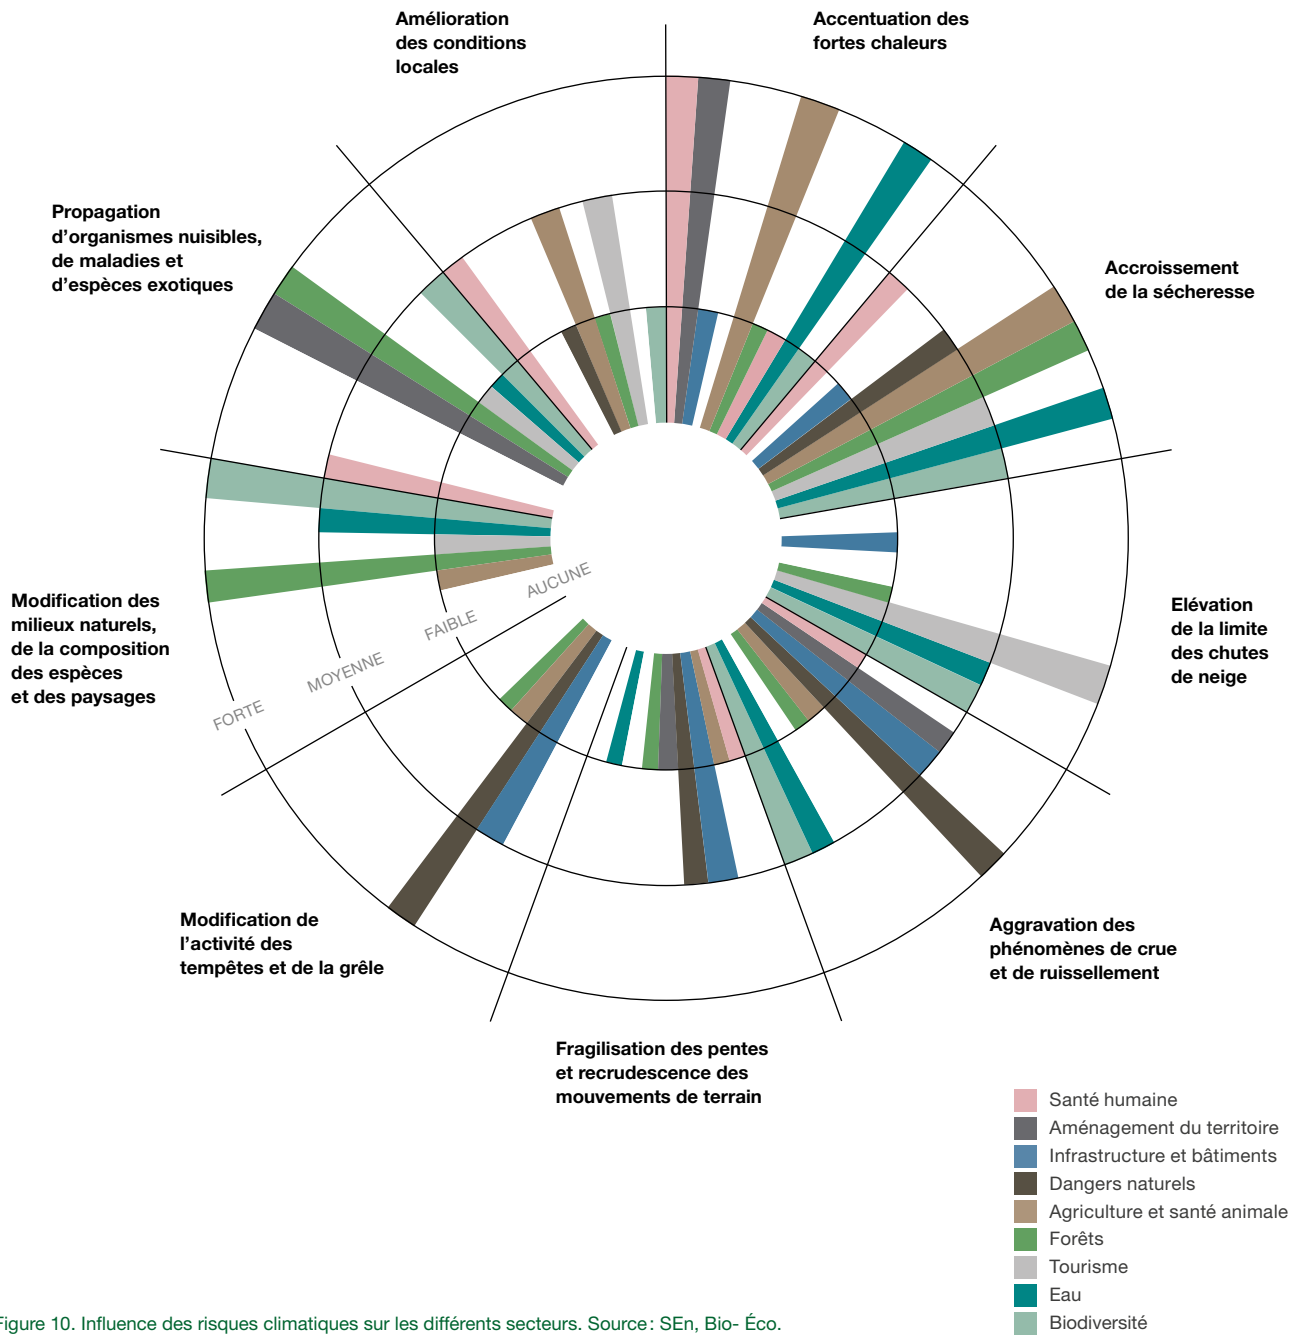 Amélioration
des conditions
locales
Accentuation des
fortes chaleurs
Propagation
d’organismes nuisibles,
de maladies et
d’espèces exotiques
Accroissement
de la sécheresse
AUCUNE
FAIBLE
MOYENNE
FORTE
Modification des
milieux naturels,
de la composition
des espèces
et des paysages
Elévation
de la limite
des chutes
de neige
Modification de
l’activité des
tempêtes et de la grêle
Aggravation des
phénomènes de crue
et de ruissellement
Fragilisation des pentes
et recrudescence des
mouvements de terrain
Santé humaine
Aménagement du territoire
Infrastructure et bâtiments
Dangers naturels
Agriculture et santé animale
Forêts
Tourisme
Eau
Biodiversité
Figure 10. Influence des risques climatiques sur les différents secteurs. Source : SEn, Bio- Éco.